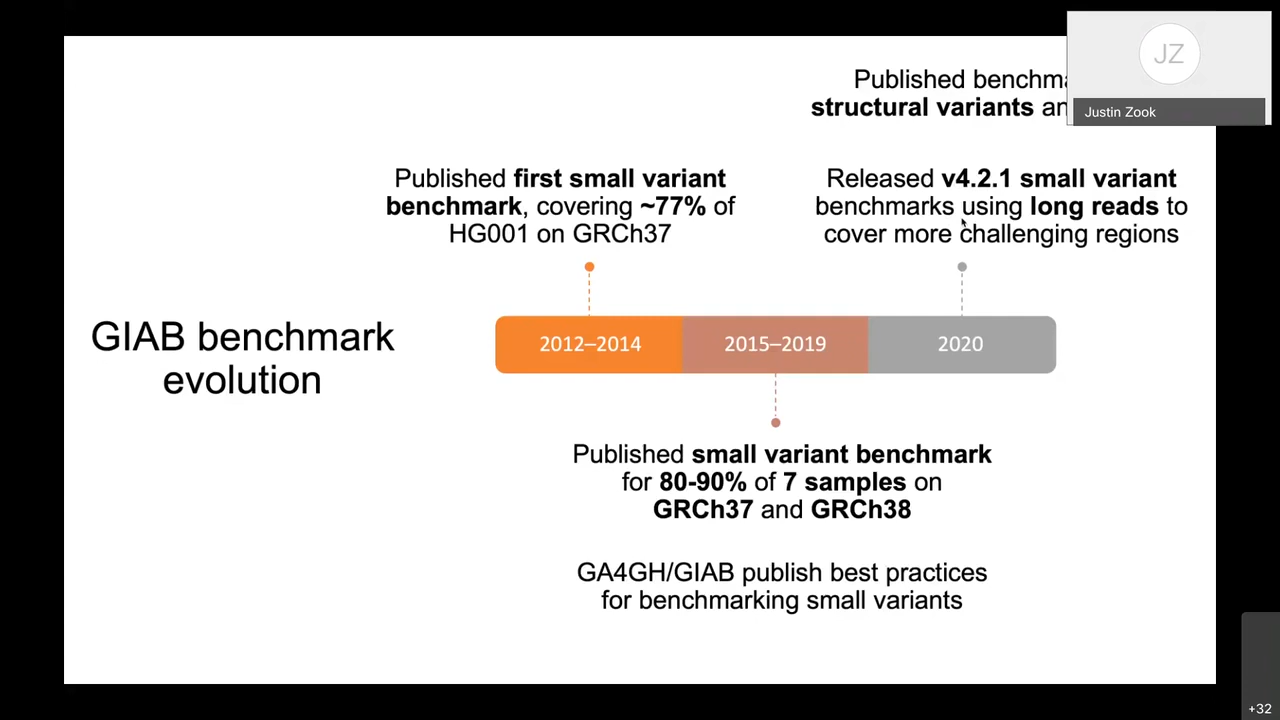 JZ
Justin Zook
Published
structural variants
Published first small variant
benchmark, covering ~77% of
HG001 on GRCh37
Released v4.2.1 small variant
benchmarks using long reads to
cover more challenging regions
GIAB benchmark
evolution
2012–2014
2015–2019
2020
Published small variant benchmark
for 80-90% of 7 samples on
GRCh37 and GRCh38
GA4GH/GIAB publish best practices
for benchmarking small variants
+32